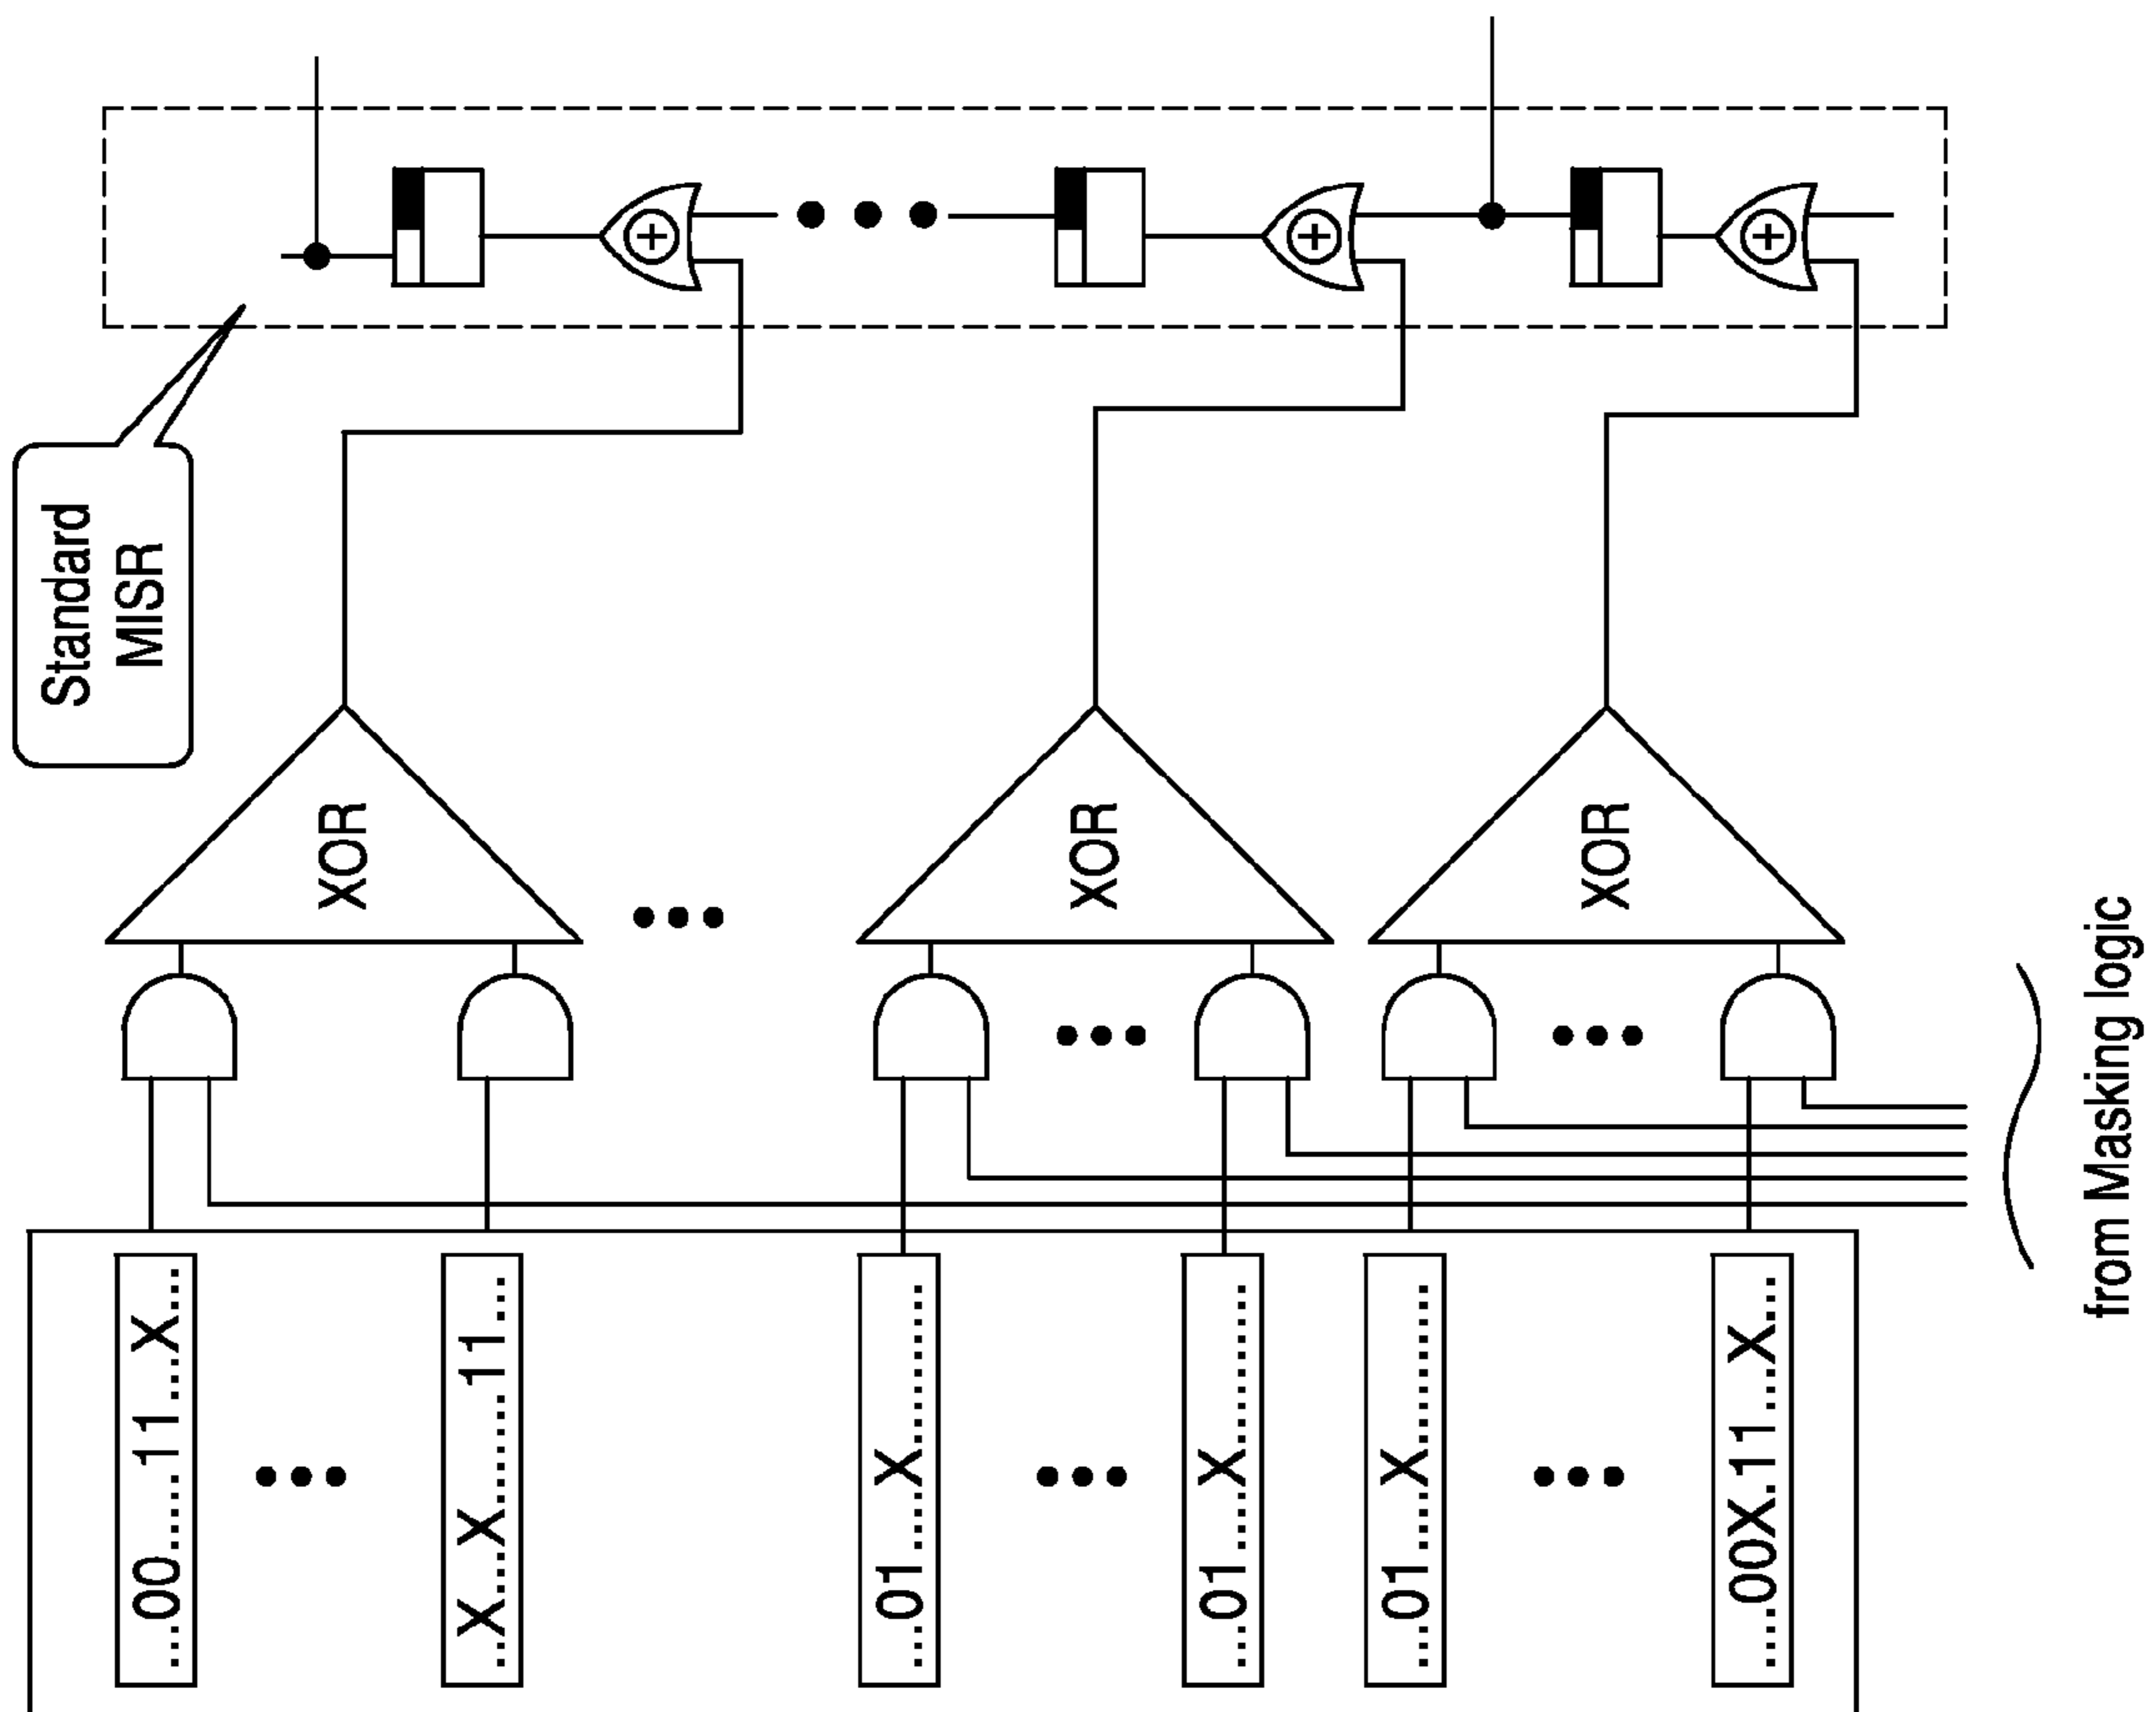 Standard
MISR
XOR
XOR
XOR
from Masking logic
...00.....11...X...
..X...X.......11...
...01....X..........
...01....X..........
...01....X..........
....00X.11...X...